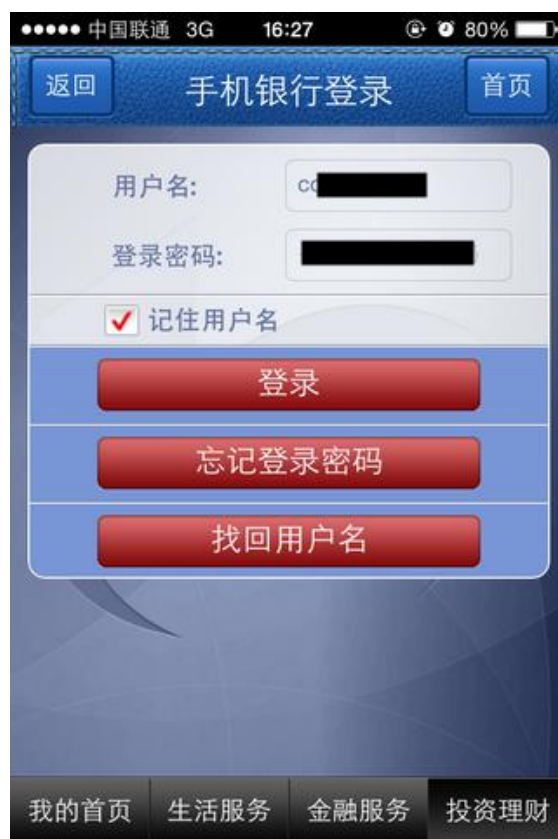 中国联通 3G 16:27 80%
返回 手机银行登录 首页
用户名: cc
登录密码:
记住用户名
登录
忘记登录密码
找回用户名
我的首页 生活服务 金融服务 投资理财